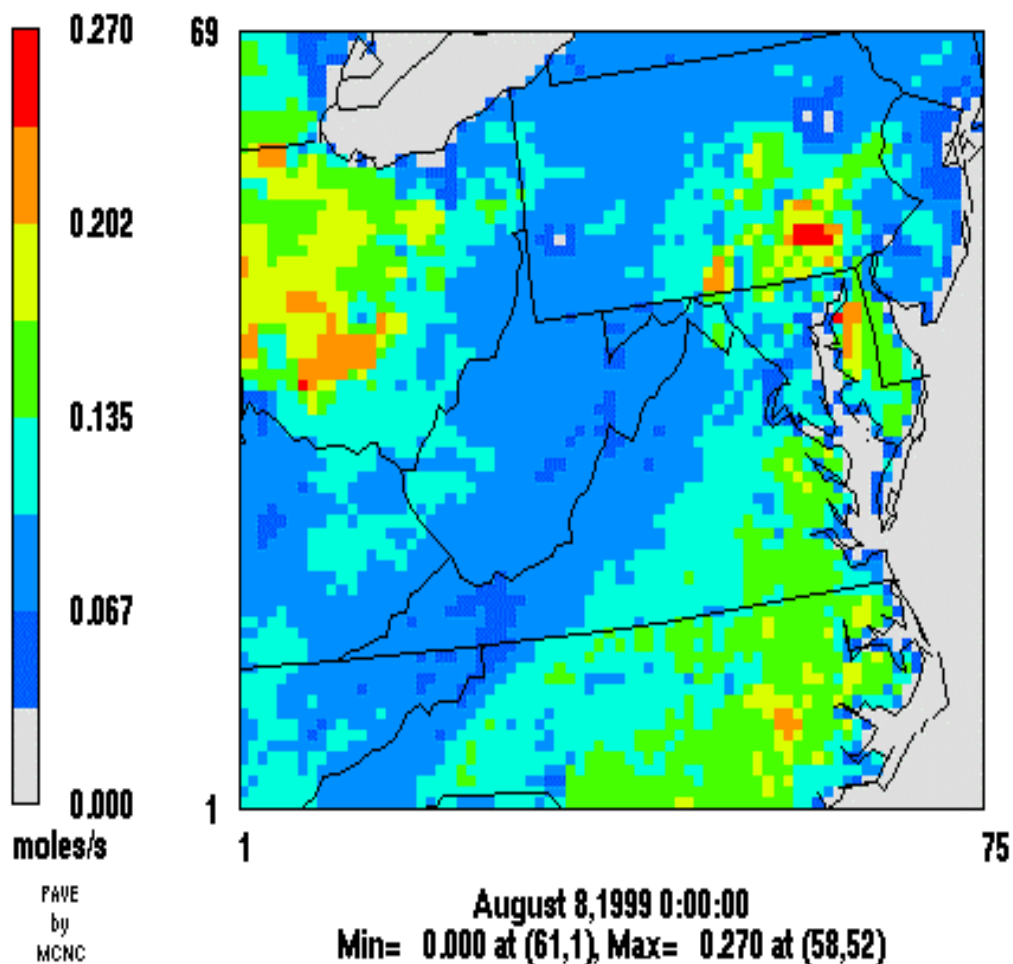 0.270
0.202
0.135
0.067
0.000
moles/s
69
1
1
75
PAVE
by
MCNC
August 8,1999 0:00:00
Min= 0.000 at (61,1), Max= 0.270 at (58,52)